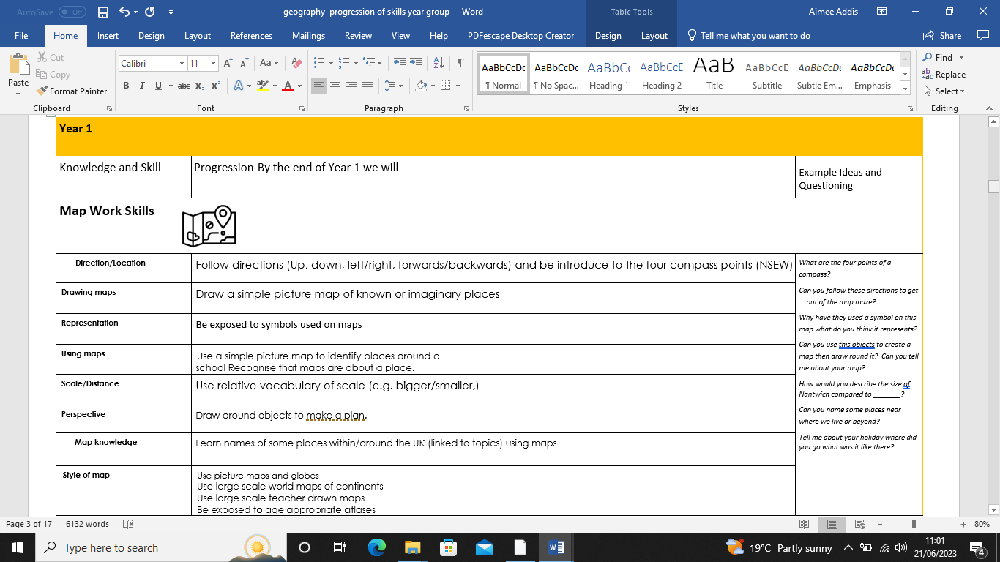 AutoSave Off
geography progression of skills year group - Word
Table Tools
Aimee Addis
File Home Insert Design Layout References Mailings Review View Help PDFescape Desktop Creator Design Layout Tell me what you want to do Share
Paste
Cut
Copy
Format Painter
Clipboard
Calibri 11 A A Aa
B I U abc x₂ x² A ab A
Font
Paragraph
AaBbCcDc AaBbCcDc AaBbCc AaBbCcD AaB AaBbCcD AaBbCcDc AaBbCcDc
¶ Normal ¶ No Spac... Heading 1 Heading 2 Title Subtitle Subtle Em... Emphasis
Styles
Find
Replace
Select
Editing
Year 1
Knowledge and Skill
Progression-By the end of Year 1 we will
Example Ideas and
Questioning
Map Work Skills
Direction/Location
Follow directions (Up, down, left/right, forwards/backwards) and be introduce to the four compass points (NSEW)
Drawing maps
Draw a simple picture map of known or imaginary places
Representation
Be exposed to symbols used on maps
Using maps
Use a simple picture map to identify places around a
school Recognise that maps are about a place.
Scale/Distance
Use relative vocabulary of scale (e.g. bigger/smaller,)
Perspective
Draw around objects to make a plan.
Map knowledge
Learn names of some places within/around the UK (linked to topics) using maps
Style of map
Use picture maps and globes
Use large scale world maps of continents
Use large scale teacher drawn maps
Be exposed to age appropriate atlases
What are the four points of a
compass?
Can you follow these directions to get
....out of the map maze?
Why have they used a symbol on this
map what do you think it represents?
Can you use this objects to create a
map then draw round it? Can you tell
me about your map?
How would you describe the size of
Nantwich compared to _______?
Can you name some places near
where we live or beyond?
Tell me about your holiday where did
you go what was it like there?
Page 3 of 17 6132 words
80%
Type here to search
19°C Partly sunny
11:01
21/06/2023
4